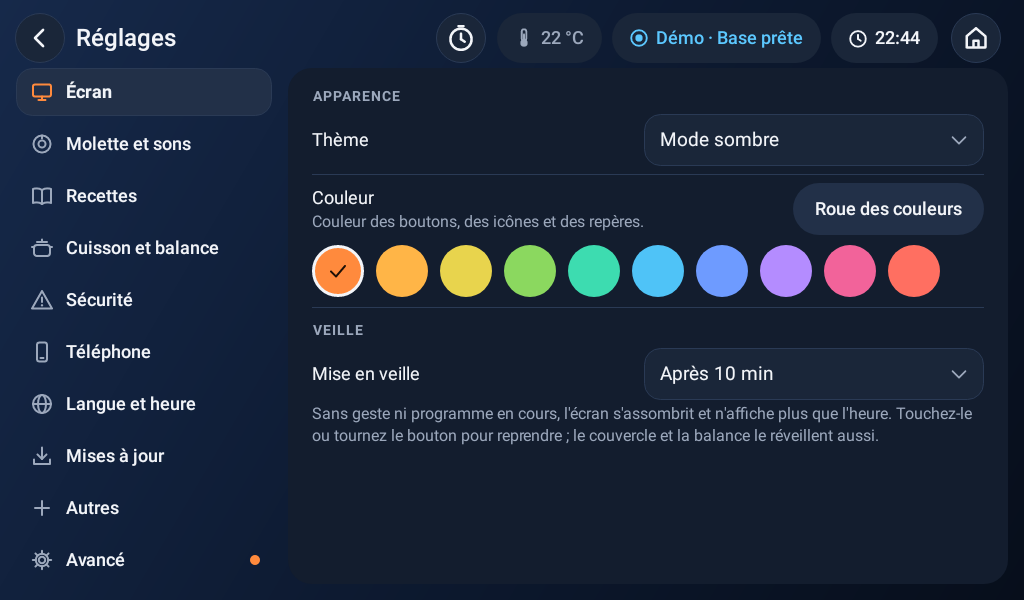 Réglages
22 °C
Démo · Base prête
22:44
Écran
Molette et sons
Recettes
Cuisson et balance
Sécurité
Téléphone
Langue et heure
Mises à jour
Autres
Avancé
APPARENCE
Thème
Mode sombre
Couleur
Couleur des boutons, des icônes et des repères.
Roue des couleurs
VEILLE
Mise en veille
Après 10 min
Sans geste ni programme en cours, l'écran s'assombrit et n'affiche plus que l'heure. Touchez-le
ou tournez le bouton pour reprendre ; le couvercle et la balance le réveillent aussi.